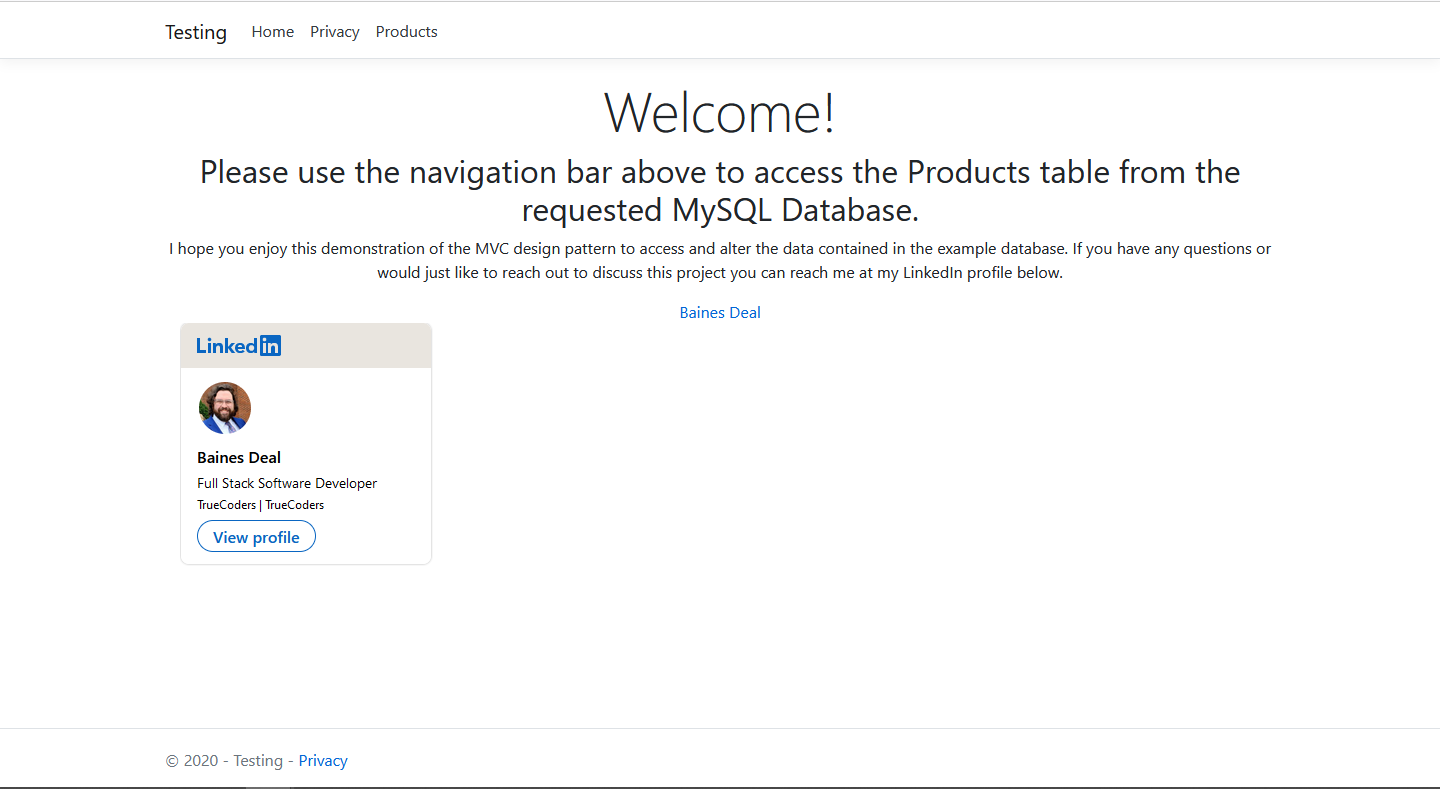 Testing Home Privacy Products
Welcome!
Please use the navigation bar above to access the Products table from the
requested MySQL Database.
I hope you enjoy this demonstration of the MVC design pattern to access and alter the data contained in the example database. If you have any questions or
would just like to reach out to discuss this project you can reach me at my LinkedIn profile below.
Baines Deal
LinkedIn
Baines Deal
Full Stack Software Developer
TrueCoders | TrueCoders
View profile
© 2020 - Testing - Privacy